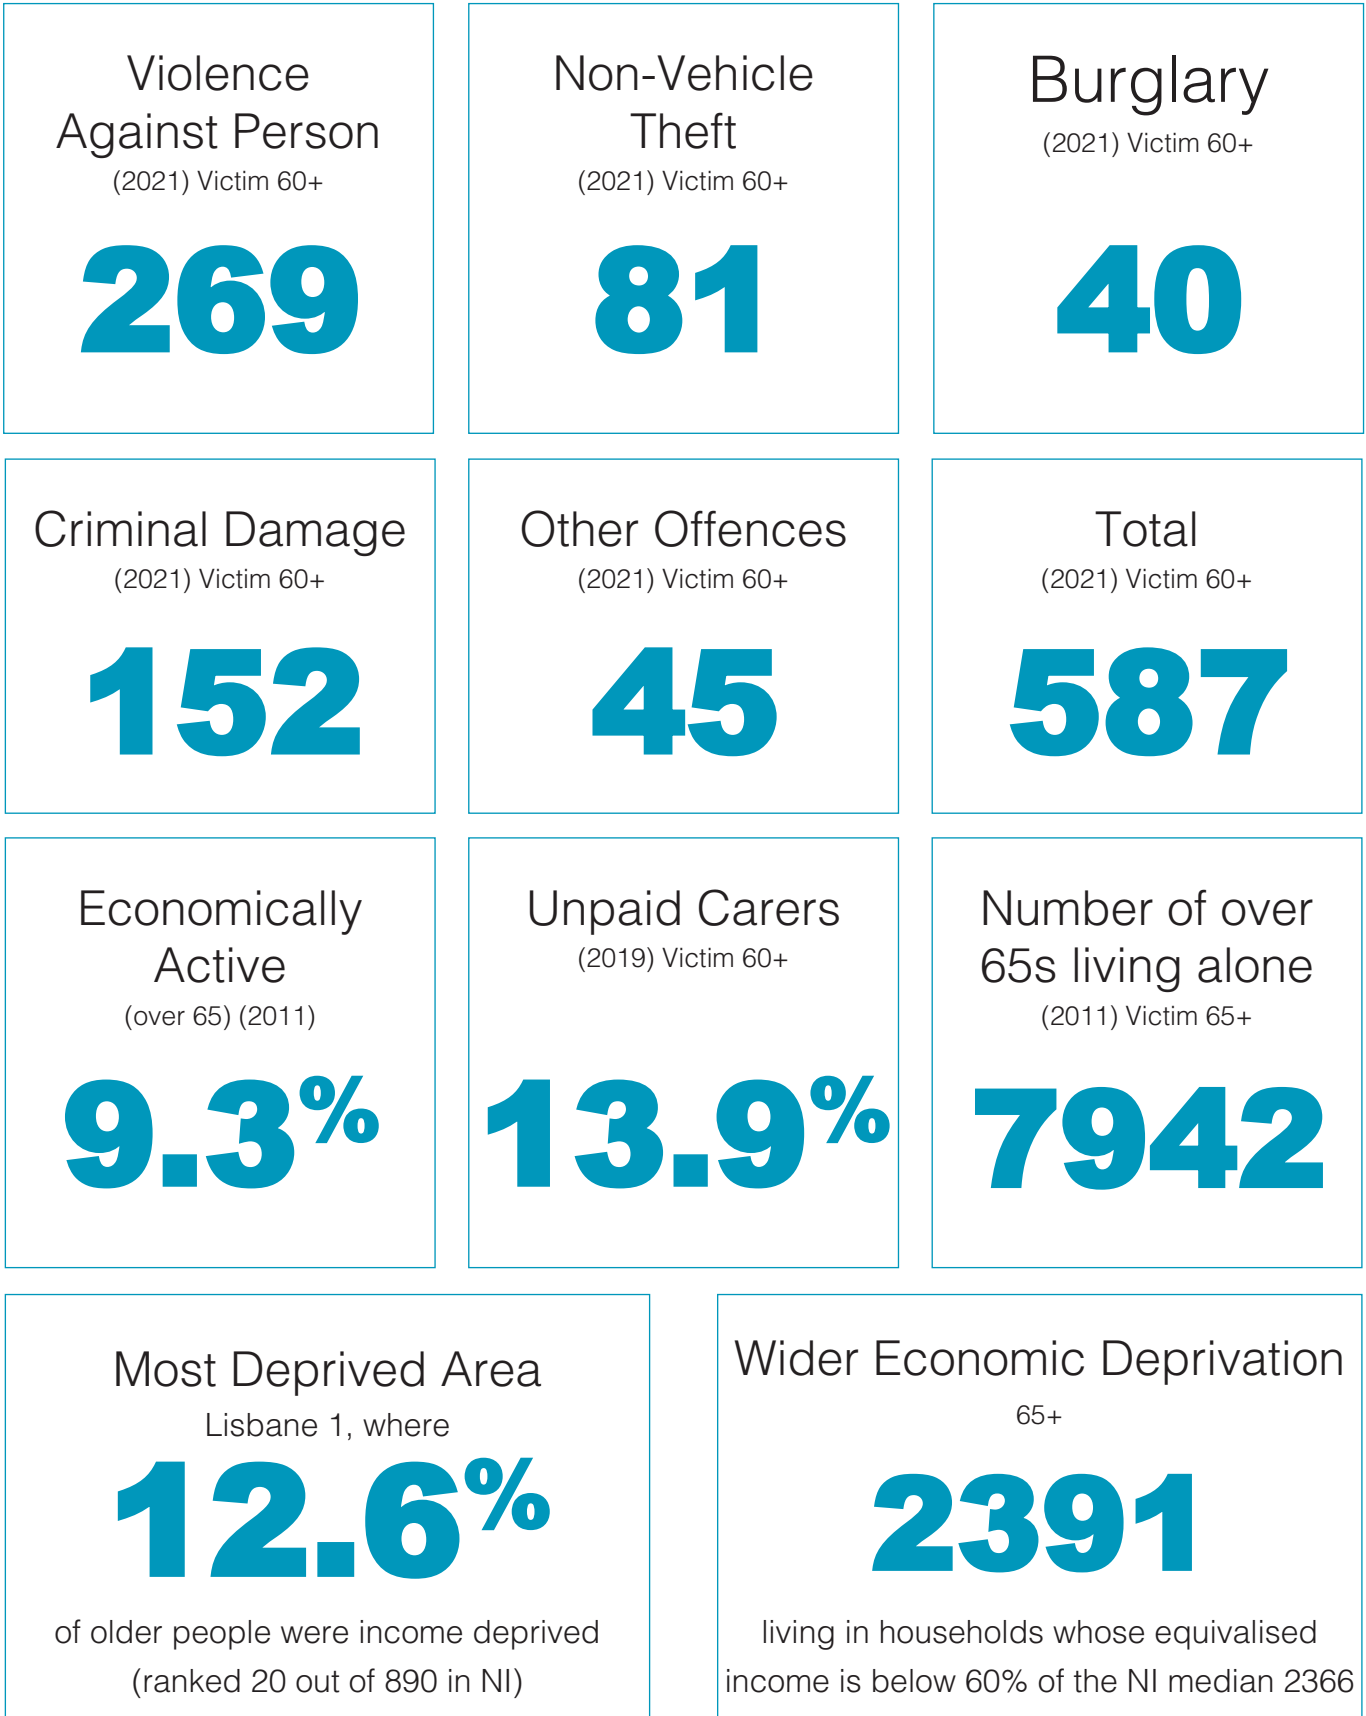 Violence
Against Person
(2021) Victim 60+
269
Non-Vehicle
Theft
(2021) Victim 60+
81
Burglary
(2021) Victim 60+
40
Criminal Damage
(2021) Victim 60+
152
Other Offences
(2021) Victim 60+
45
Total
(2021) Victim 60+
587
Economically
Active
(over 65) (2011)
9.3%
Unpaid Carers
(2019) Victim 60+
13.9%
Number of over
65s living alone
(2011) Victim 65+
7942
Most Deprived Area
Lisbane 1, where
12.6%
of older people were income deprived
(ranked 20 out of 890 in NI)
Wider Economic Deprivation
65+
2391
living in households whose equivalised
income is below 60% of the NI median 2366